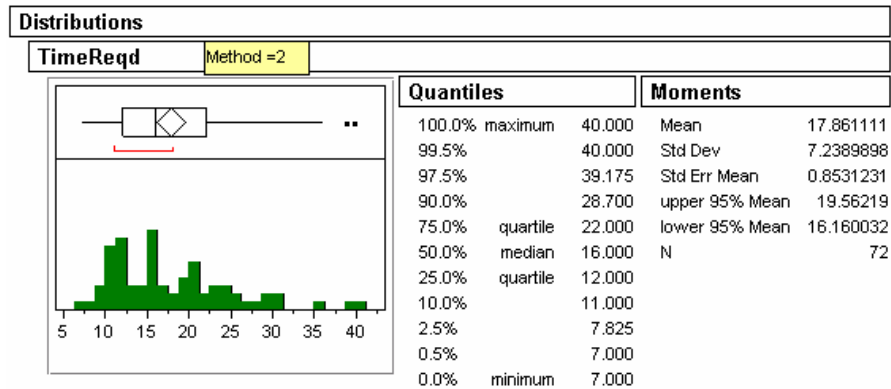 Distributions
TimeReqd Method =2
Quantiles
100.0% maximum 40.000
99.5% 40.000
97.5% 39.175
90.0% 28.700
75.0% quartile 22.000
50.0% median 16.000
25.0% quartile 12.000
10.0% 11.000
2.5% 7.825
0.5% 7.000
0.0% minimum 7.000
Moments
Mean 17.861111
Std Dev 7.2389898
Std Err Mean 0.8531231
upper 95% Mean 19.56219
lower 95% Mean 16.160032
N 72
5 10 15 20 25 30 35 40